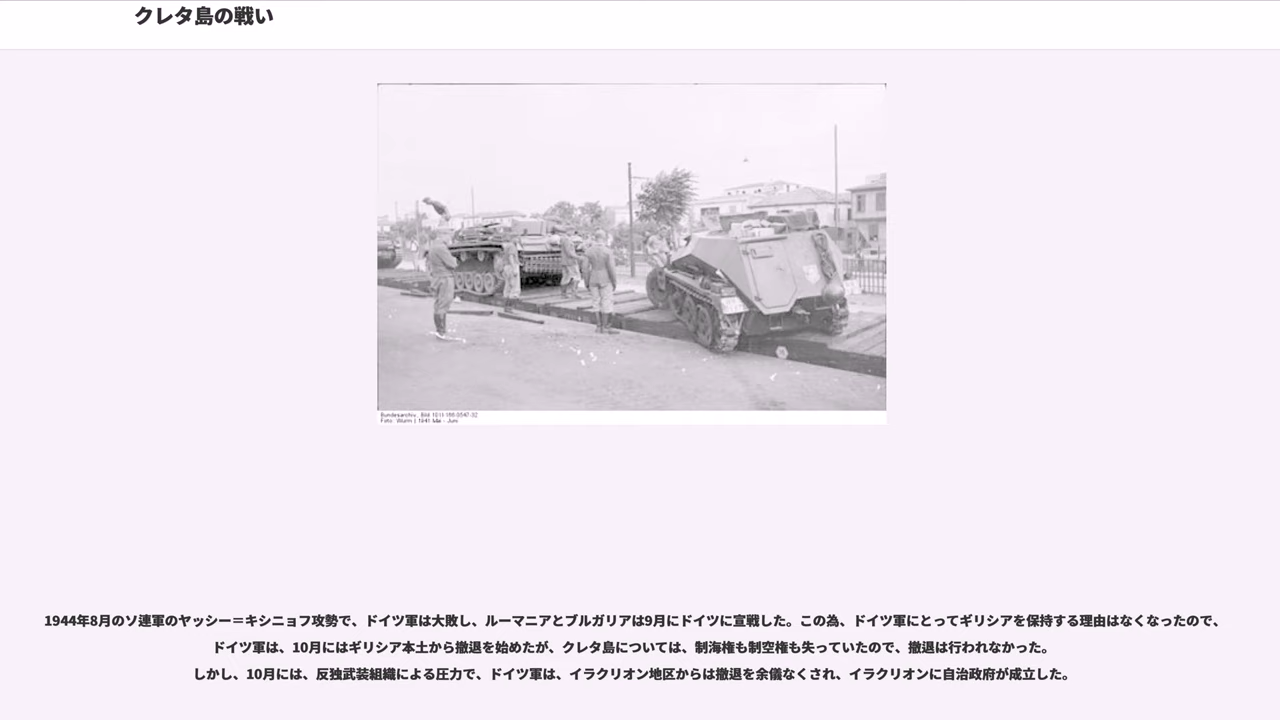 クレタ島の戦い
Bundesarchiv, Bild 101I-166-0547-32
Foto: Wurm | 1941 Mai - Juni
1944年8月のソ連軍のヤッシー＝キシニョフ攻勢で、ドイツ軍は大敗し、ルーマニアとブルガリアは9月にドイツに宣戦した。この為、ドイツ軍にとってギリシアを保持する理由はなくなったので、
ドイツ軍は、10月にはギリシア本土から撤退を始めたが、クレタ島については、制海権も制空権も失っていたので、撤退は行われなかった。
しかし、10月には、反独武装組織による圧力で、ドイツ軍は、イラクリオン地区からは撤退を余儀なくされ、イラクリオンに自治政府が成立した。